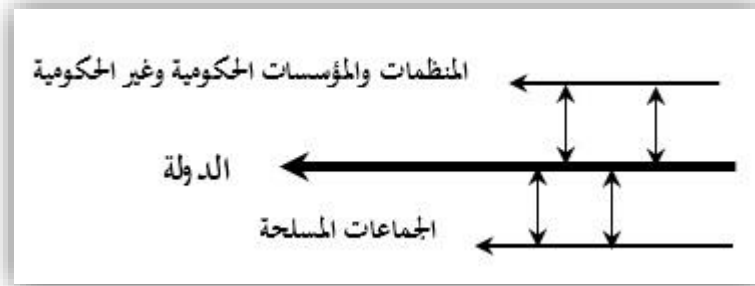 المنظمات والمؤسسات الحكومية وغير الحكومية
الدولة
الجماعات المسلحة